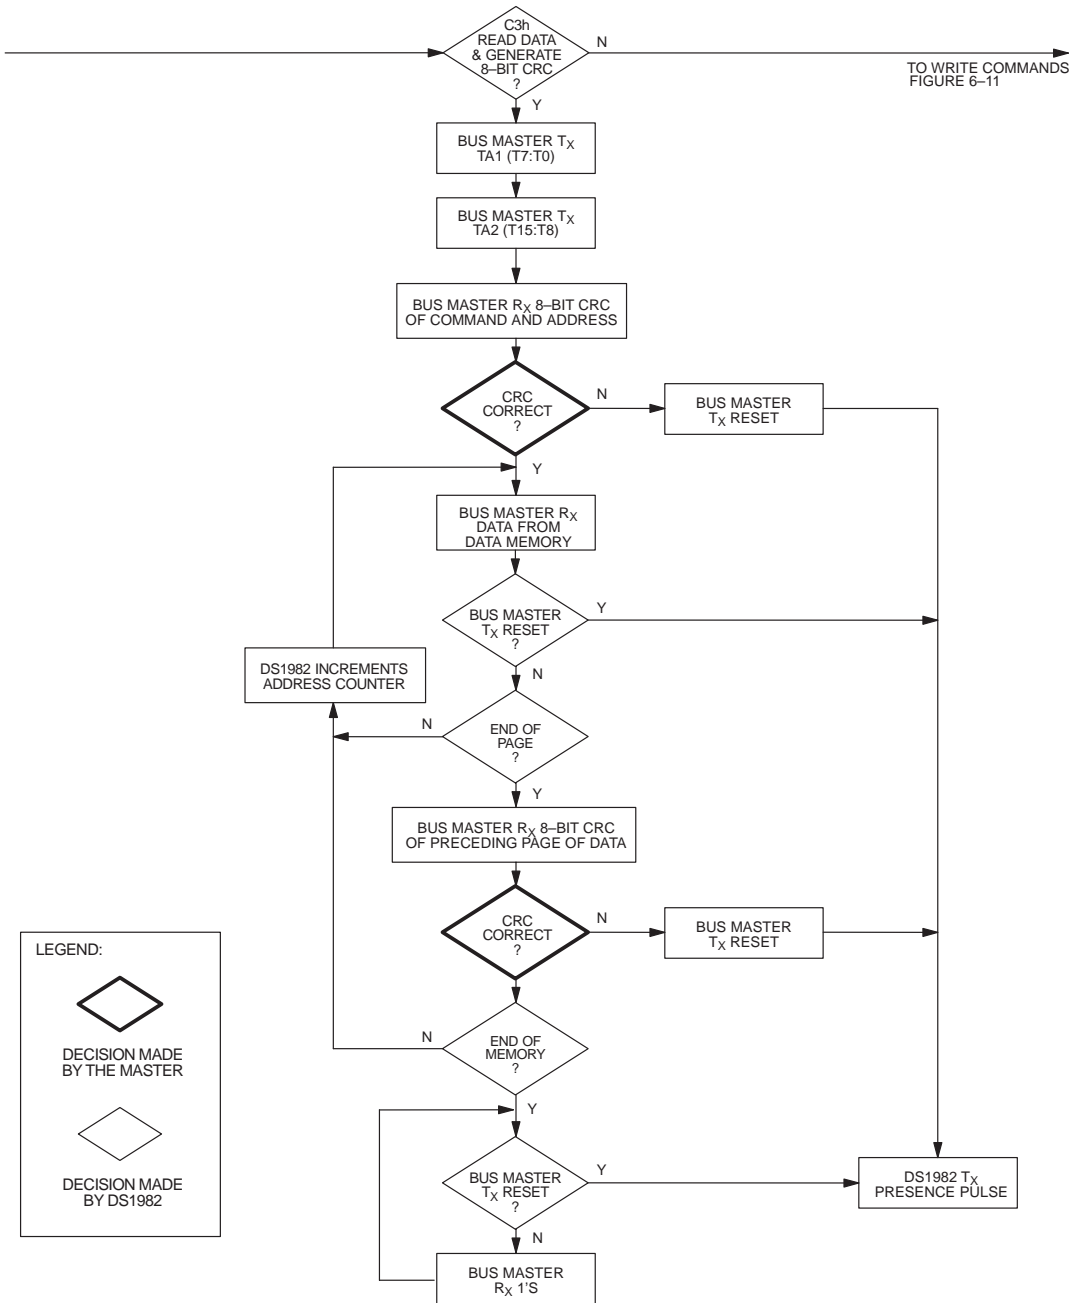 C3h
READ DATA
& GENERATE
8–BIT CRC
?
N
TO WRITE COMMANDS
FIGURE 6–11
Y
BUS MASTER TX
TA1 (T7:T0)
BUS MASTER TX
TA2 (T15:T8)
BUS MASTER RX 8–BIT CRC
OF COMMAND AND ADDRESS
CRC
CORRECT
?
N
BUS MASTER
TX RESET
Y
BUS MASTER RX
DATA FROM
DATA MEMORY
BUS MASTER
TX RESET
?
Y
N
DS1982 INCREMENTS
ADDRESS COUNTER
END OF
PAGE
?
N
Y
BUS MASTER RX 8–BIT CRC
OF PRECEDING PAGE OF DATA
CRC
CORRECT
?
N
BUS MASTER
TX RESET
LEGEND:
DECISION MADE
BY THE MASTER
DECISION MADE
BY DS1982
END OF
MEMORY
?
N
Y
BUS MASTER
TX RESET
?
Y
DS1982 TX
PRESENCE PULSE
N
BUS MASTER
RX 1'S